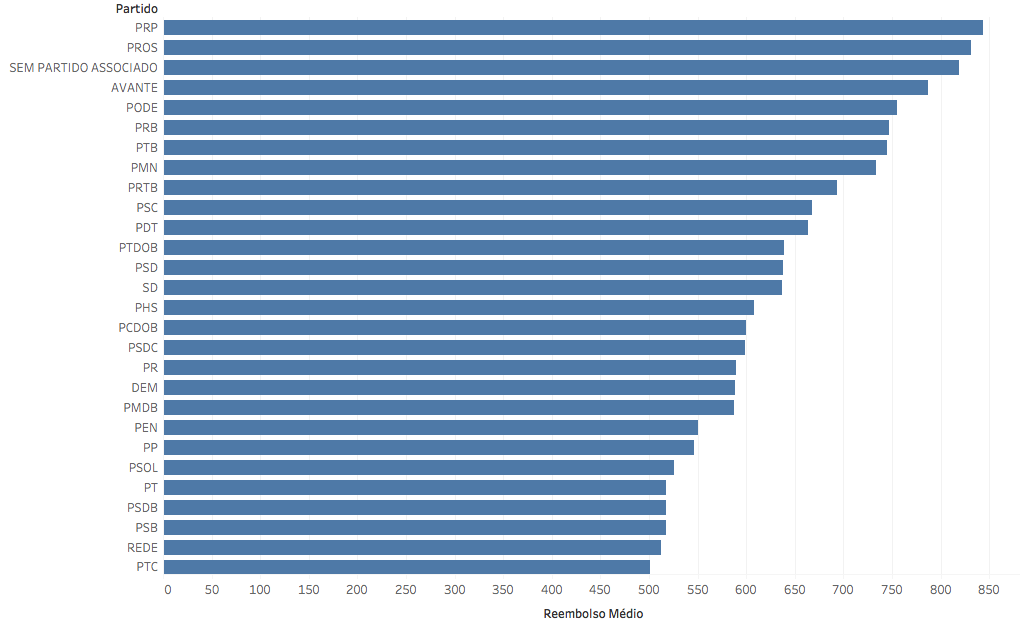 Partido
PRP
PROS
SEM PARTIDO ASSOCIADO
AVANTE
PODE
PRB
PTB
PMN
PRTB
PSC
PDT
PTDOB
PSD
SD
PHS
PCDOB
PSDC
PR
DEM
PMDB
PEN
PP
PSOL
PT
PSDB
PSB
REDE
PTC
0 50 100 150 200 250 300 350 400 450 500 550 600 650 700 750 800 850
Reembolso Médio